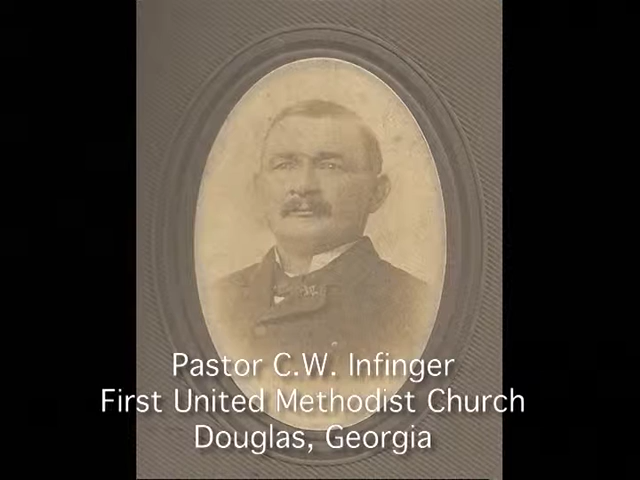 Pastor C.W. Infinger
First United Methodist Church
Douglas, Georgia